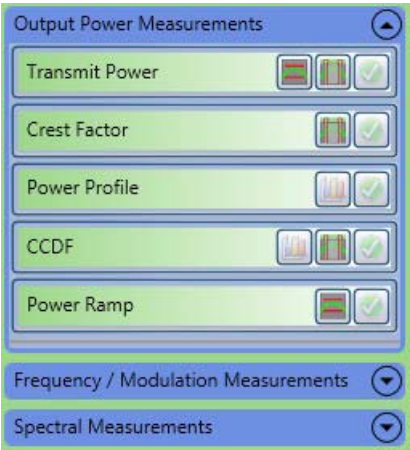 Output Power Measurements
Transmit Power
Crest Factor
Power Profile
CCDF
Power Ramp
Frequency / Modulation Measurements
Spectral Measurements